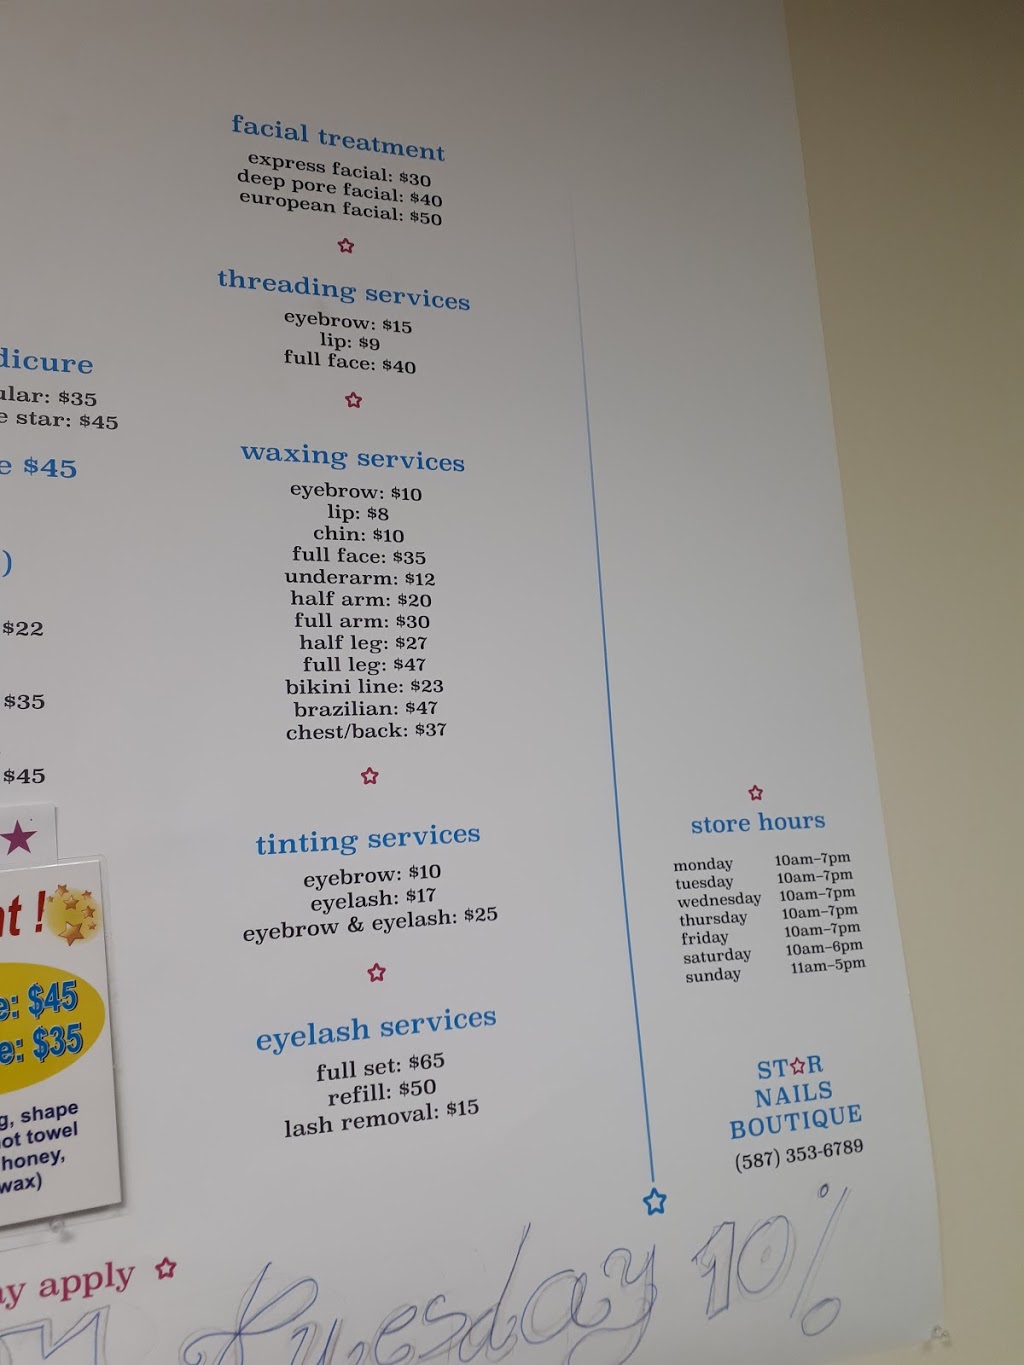 dicure
ular: $35
e star: $45
e $45
)
$22
$35
$45
nt !
e: $45
e: $35
g, shape
ot towel
honey,
wax)
ay apply
facial treatment
express facial: $30
deep pore facial: $40
european facial: $50
threading services
eyebrow: $15
lip: $9
full face: $40
waxing services
eyebrow: $10
lip: $8
chin: $10
full face: $35
underarm: $12
half arm: $20
full arm: $30
half leg: $27
full leg: $47
bikini line: $23
brazilian: $47
chest/back: $37
tinting services
eyebrow: $10
eyelash: $17
eyebrow & eyelash: $25
eyelash services
full set: $65
refill: $50
lash removal: $15
store hours
monday 10am–7pm
tuesday 10am–7pm
wednesday 10am–7pm
thursday 10am–7pm
friday 10am–7pm
saturday 10am–6pm
sunday 11am–5pm
ST☆R
NAILS
BOUTIQUE
(587) 353-6789
Tuesday 10%